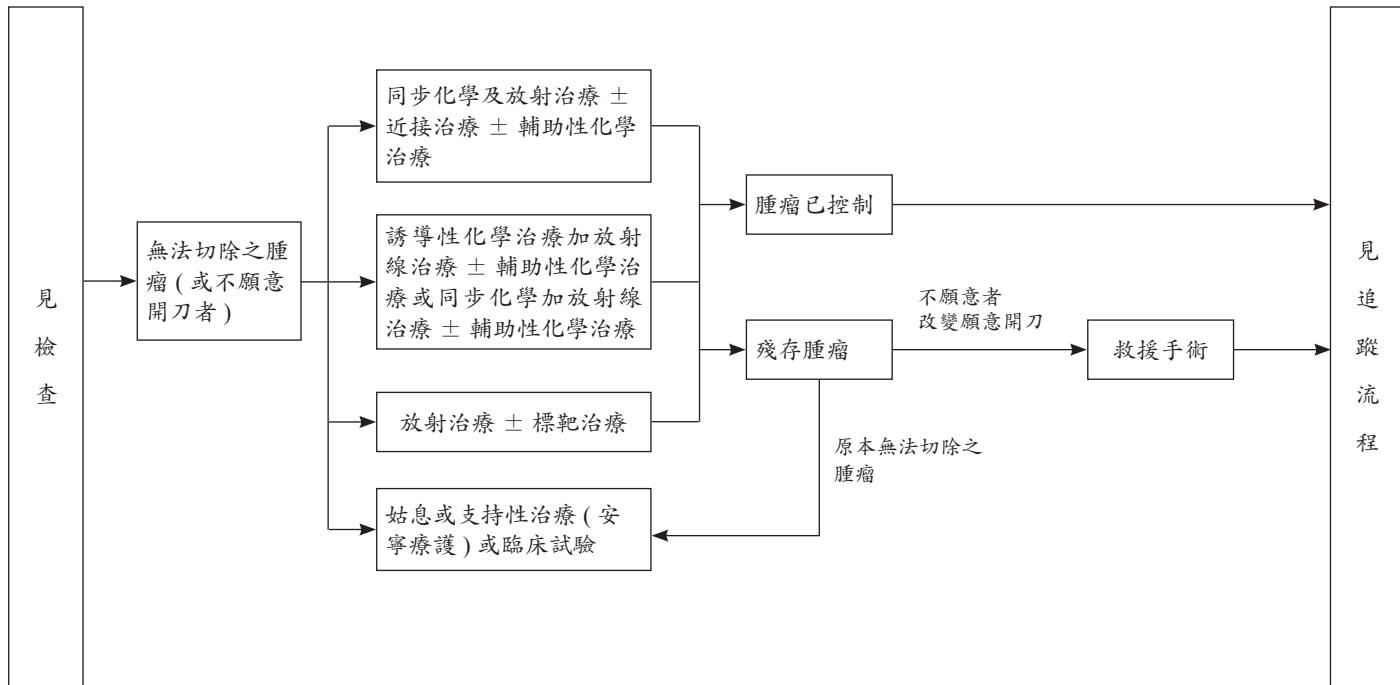 見檢查
無法切除之腫
瘤 ( 或不願意
開刀者 )
同步化學及放射治療 ±
近接治療 ± 輔助性化學
治療
誘導性化學治療加放射
線治療 ± 輔助性化學治
療或同步化學加放射線
治療 ± 輔助性化學治療
放射治療 ± 標靶治療
姑息或支持性治療 ( 安
寧療護 ) 或臨床試驗
腫瘤已控制
殘存腫瘤
不願意者
改變願意開刀
原本無法切除之
腫瘤
救援手術
見追蹤流程